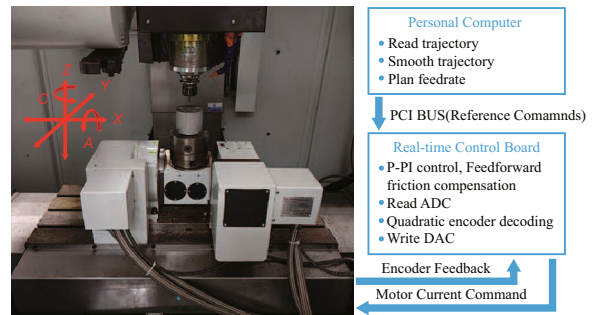 Z
Y
C
X
A
Personal Computer
• Read trajectory
• Smooth trajectory
• Plan feedrate
PCI BUS(Reference Comamnds)
Real-time Control Board
• P-PI control, Feedforward
friction compensation
• Read ADC
• Quadratic encoder decoding
• Write DAC
Encoder Feedback
Motor Current Command